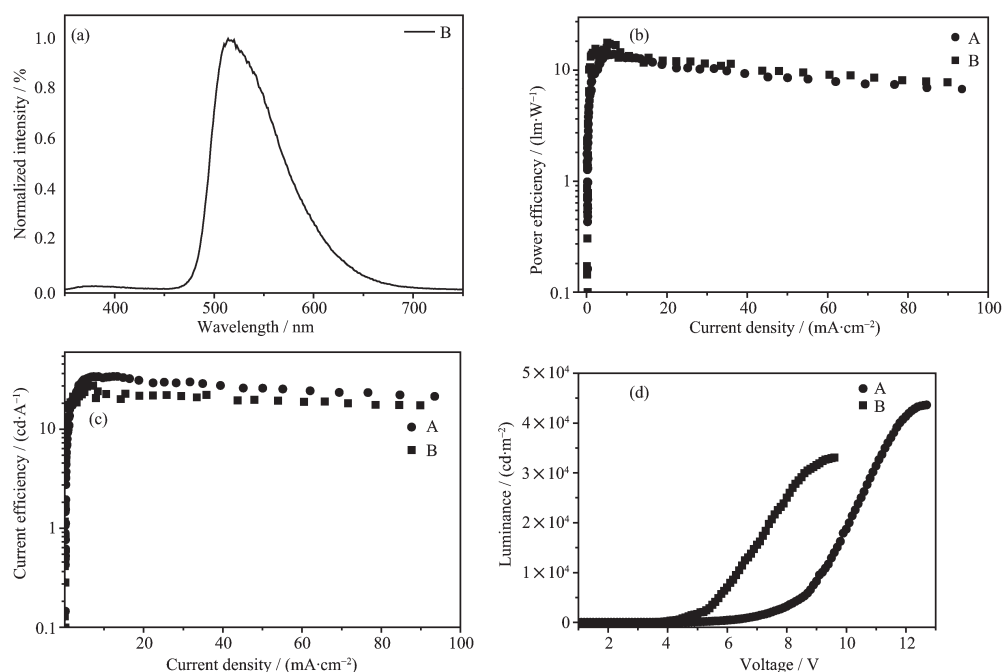 (a)
B
1.0
0.8
0.6
0.4
0.2
0.0
Normalized intensity / %
400
500
600
700
Wavelength / nm
(b)
A
B
10
1
0.1
Power efficiency / (lm·W⁻¹)
0
20
40
60
80
100
Current density / (mA·cm⁻²)
(c)
A
B
10
1
0.1
Current efficiency / (cd·A⁻¹)
20
40
60
80
100
Current density / (mA·cm⁻²)
(d)
A
B
5×10⁴
4×10⁴
3×10⁴
2×10⁴
1×10⁴
0
Luminance / (cd·m⁻²)
2
4
6
8
10
12
Voltage / V